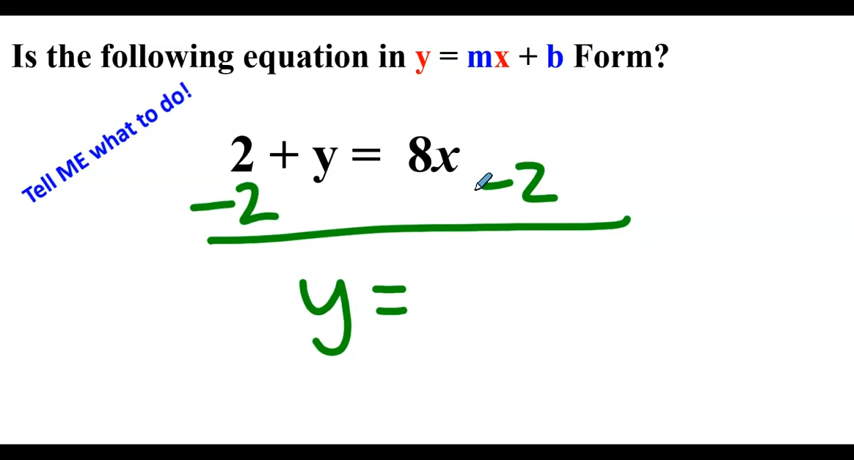 Is the following equation in y = mx + b Form?
Tell ME what to do!
2 + y = 8x
-2 -2
y =